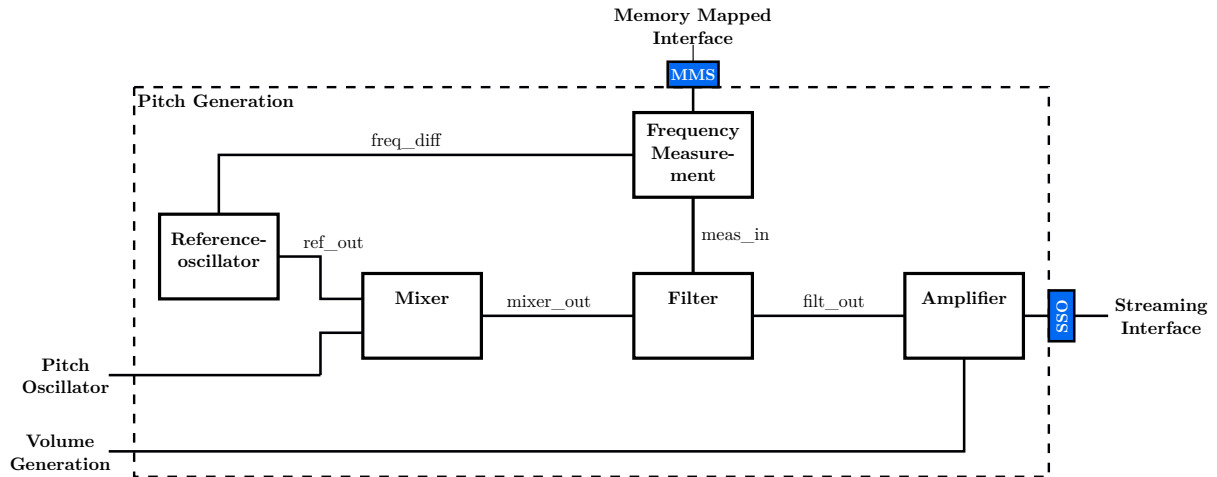 Memory Mapped
Interface
MMS
Pitch Generation
Frequency
Measure-
ment
freq_diff
Reference-
oscillator
ref_out
meas_in
Mixer
mixer_out
Filter
filt_out
Amplifier
SSO
Streaming
Interface
Pitch
Oscillator
Volume
Generation